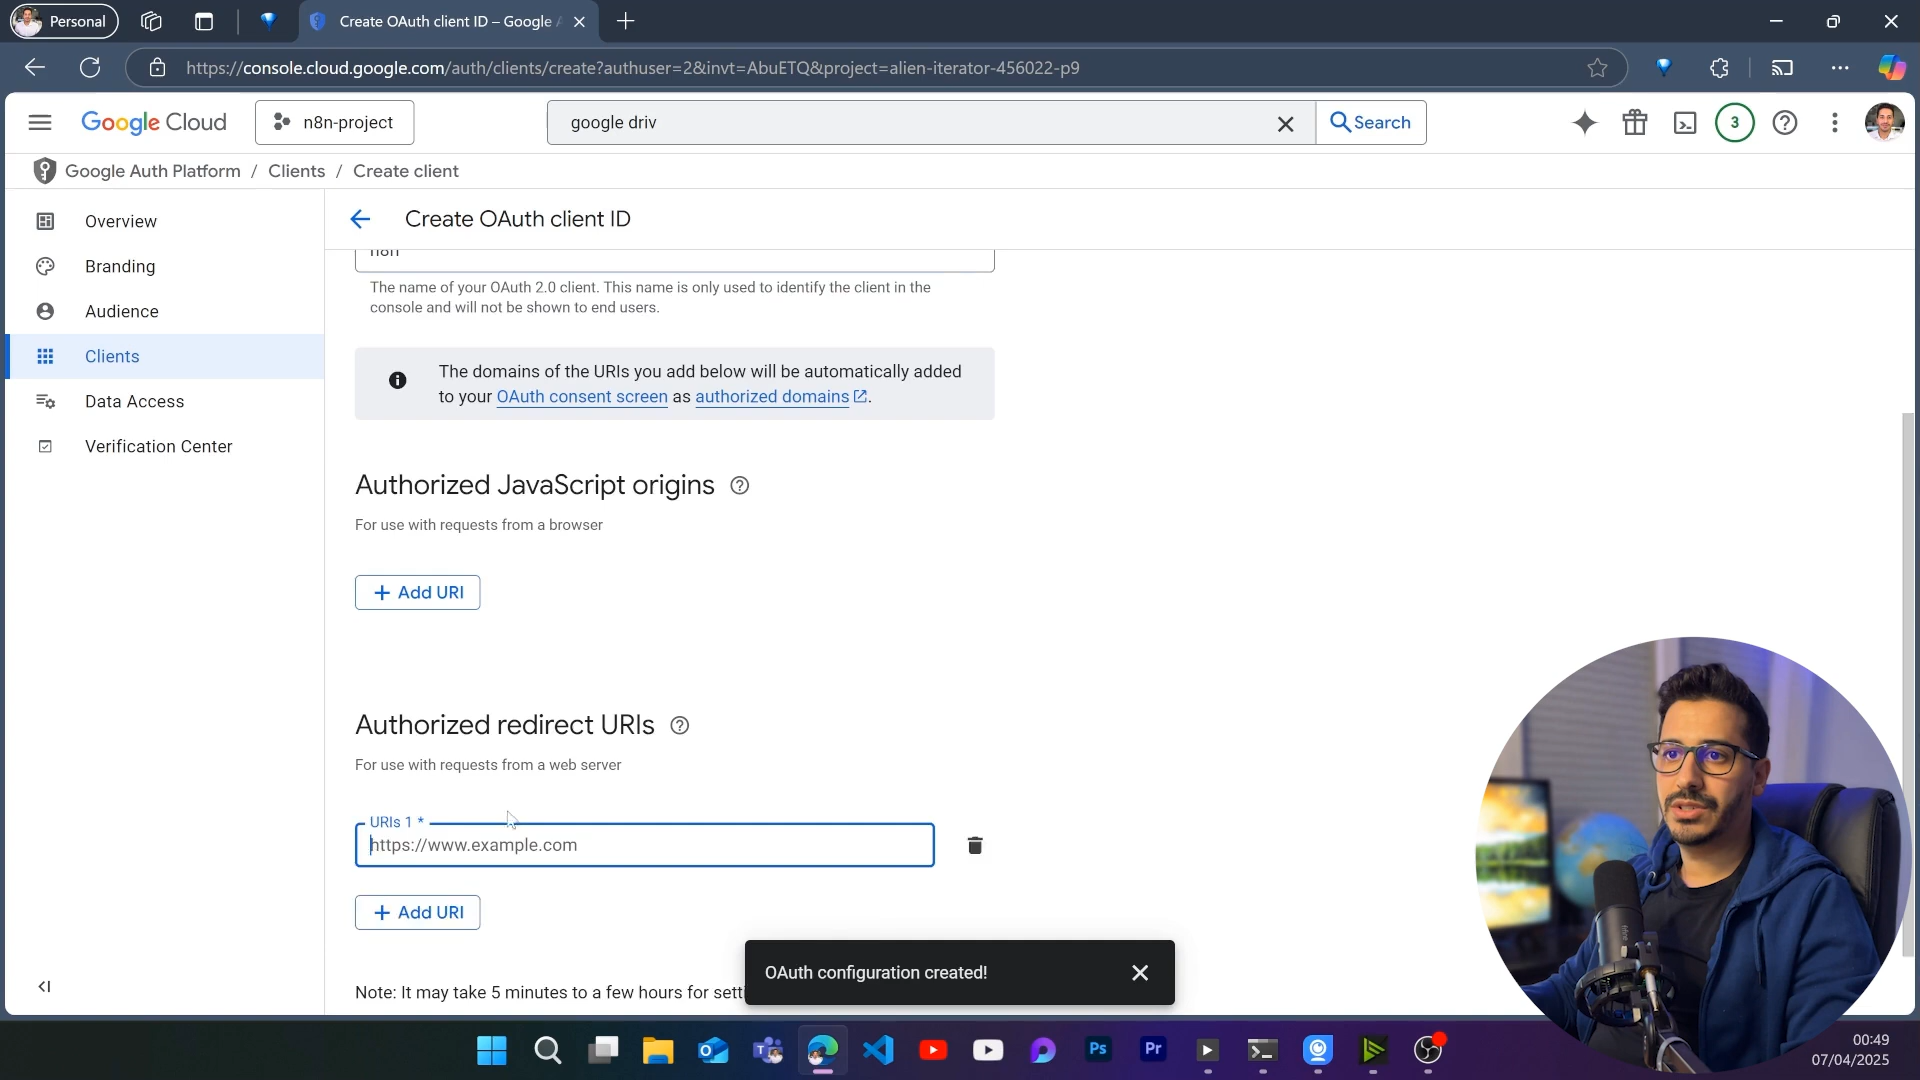 Personal
Create OAuth client ID – Google A
https://console.cloud.google.com/auth/clients/create?authuser=2&invt=AbuETQ&project=alien-iterator-456022-p9
Google Cloud
n8n-project
google driv
Search
3
Google Auth Platform / Clients / Create client
Overview
Branding
Audience
Clients
Data Access
Verification Center
Create OAuth client ID
n8n
The name of your OAuth 2.0 client. This name is only used to identify the client in the
console and will not be shown to end users.
The domains of the URIs you add below will be automatically added
to your OAuth consent screen as authorized domains.
Authorized JavaScript origins
For use with requests from a browser
+ Add URI
Authorized redirect URIs
For use with requests from a web server
URIs 1 *
https://www.example.com
+ Add URI
OAuth configuration created!
Note: It may take 5 minutes to a few hours for setti
Ps
Pr
00:49
07/04/2025